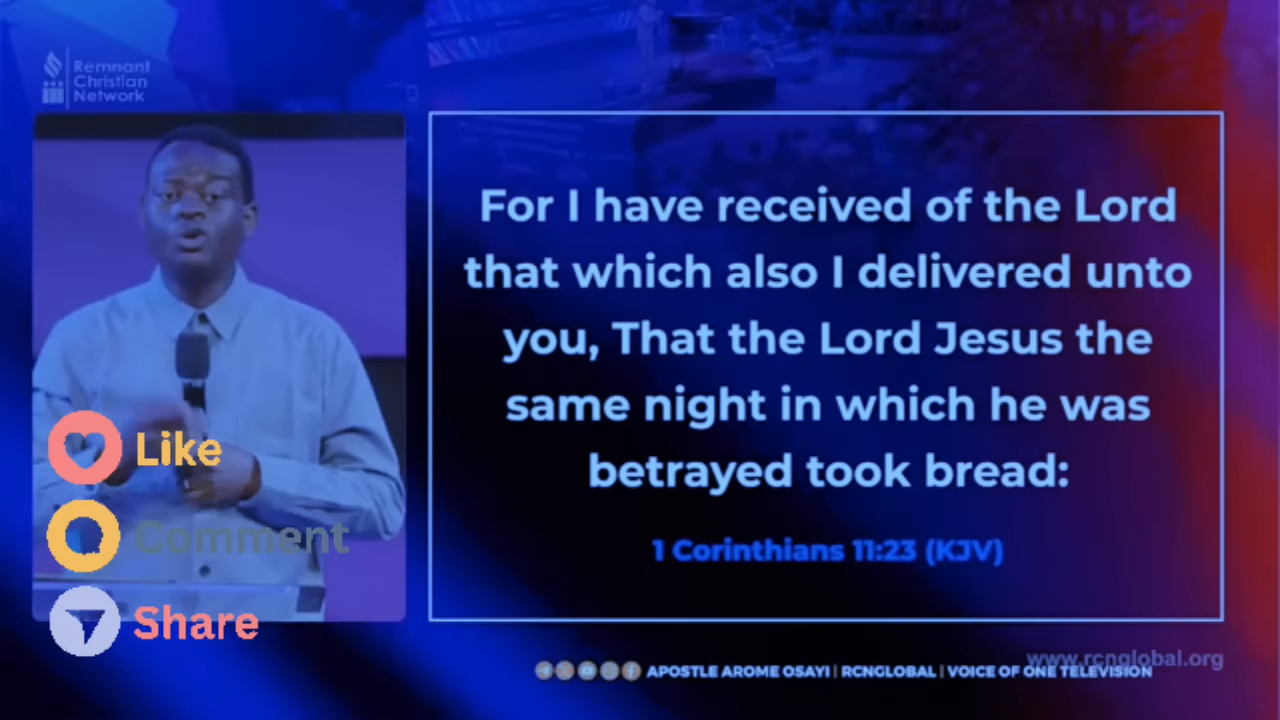 Remnant
Christian
Network
For I have received of the Lord
that which also I delivered unto
you, That the Lord Jesus the
same night in which he was
betrayed took bread:
1 Corinthians 11:23 (KJV)
Like
Comment
Share
www.rcnglobal.org
APOSTLE AROME OSAYI | RCNGLOBAL | VOICE OF ONE TELEVISION